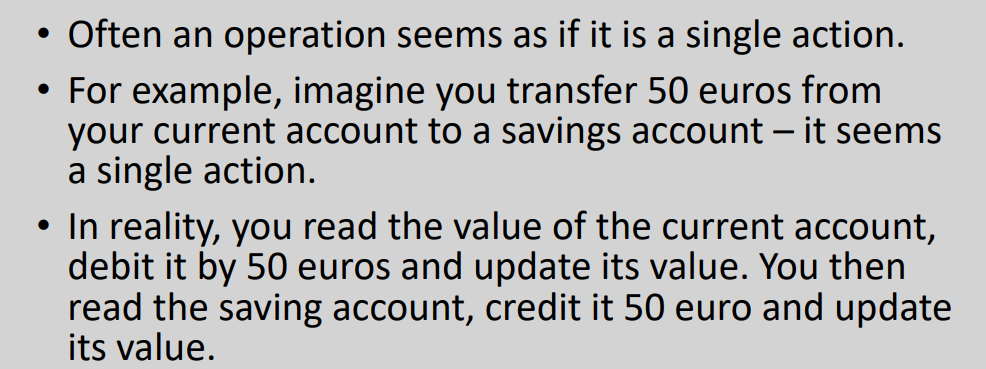 • Often an operation seems as if it is a single action.
• For example, imagine you transfer 50 euros from
your current account to a savings account – it seems
a single action.
• In reality, you read the value of the current account,
debit it by 50 euros and update its value. You then
read the saving account, credit it 50 euro and update
its value.